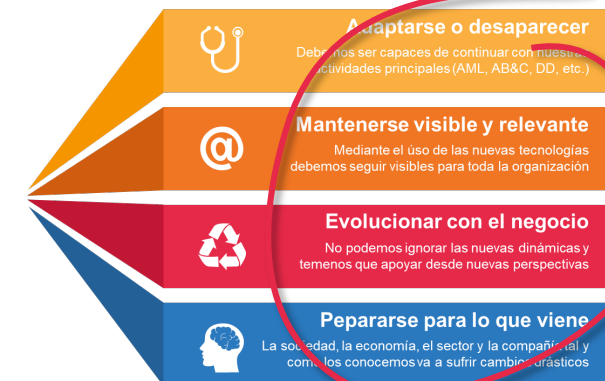 Adaptarse o desaparecer
Debemos ser capaces de continuar con nuestras
actividades principales (AML, AB&C, DD, etc.)
@
Mantenerse visible y relevante
Mediante el úso de las nuevas tecnologías
debemos seguir visibles para toda la organización
Evolucionar con el negocio
No podemos ignorar las nuevas dinámicas y
temenos que apoyar desde nuevas perspectivas
Pepararse para lo que viene
La sociedad, la economía, el sector y la compañís tal y
como los conocemos va a sufrir cambios drásticos